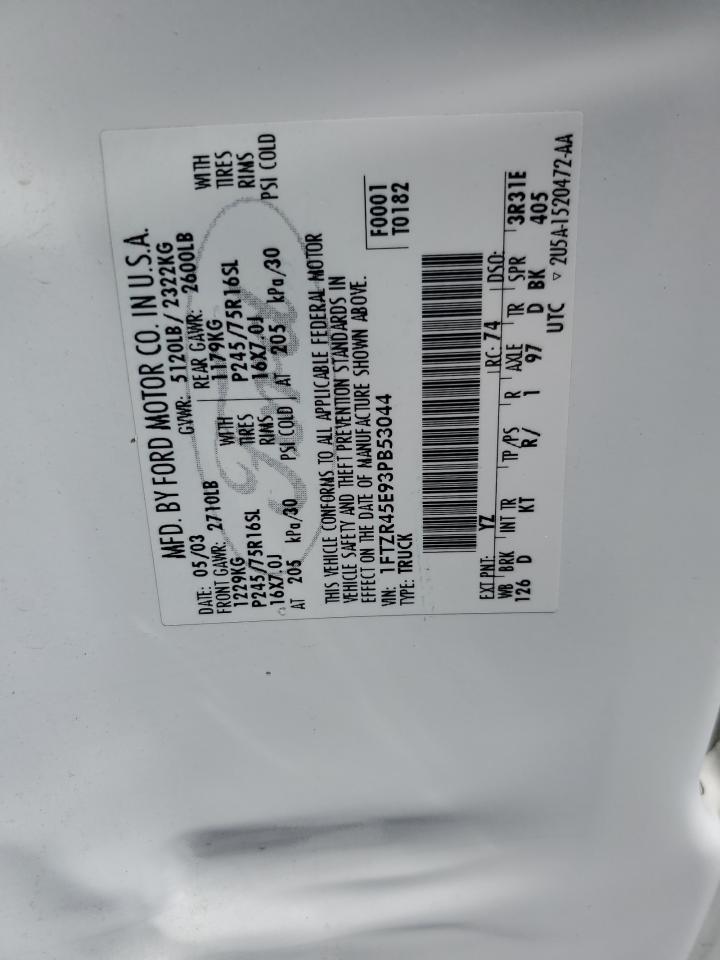 MFD. BY FORD MOTOR CO. IN U.S.A.
DATE: 05/03 GVWR: 5120LB / 2322KG
FRONT GAWR: 2710LB REAR GAWR: 2600LB
1229KG WITH 1179KG WITH
P245/75R16SL TIRES P245/75R16SL TIRES
16X7.0J RIMS 16X7.0J RIMS
AT 205 kPa/30 PSI COLD AT 205 kPa/30 PSI COLD
Ford
THIS VEHICLE CONFORMS TO ALL APPLICABLE FEDERAL MOTOR
VEHICLE SAFETY AND THEFT PREVENTION STANDARDS IN
EFFECT ON THE DATE OF MANUFACTURE SHOWN ABOVE.
VIN: 1FTZR45E93PB53044 F0001
TYPE: TRUCK T0182
EXT PNT: YZ RC: 74 DSO:
WB BRK INT TR TP/PS R AXLE TR SPR 3R31E
126 D KT R/ 1 97 D BK 405
UTC ▽ 2U5A-1520472-AA